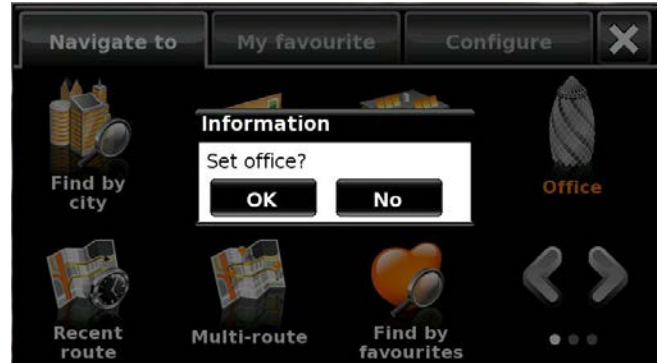 Navigate to
My favourite
Configure
Information
Set office?
OK
No
Find by
city
Office
Recent
route
Multi-route
Find by
favourites